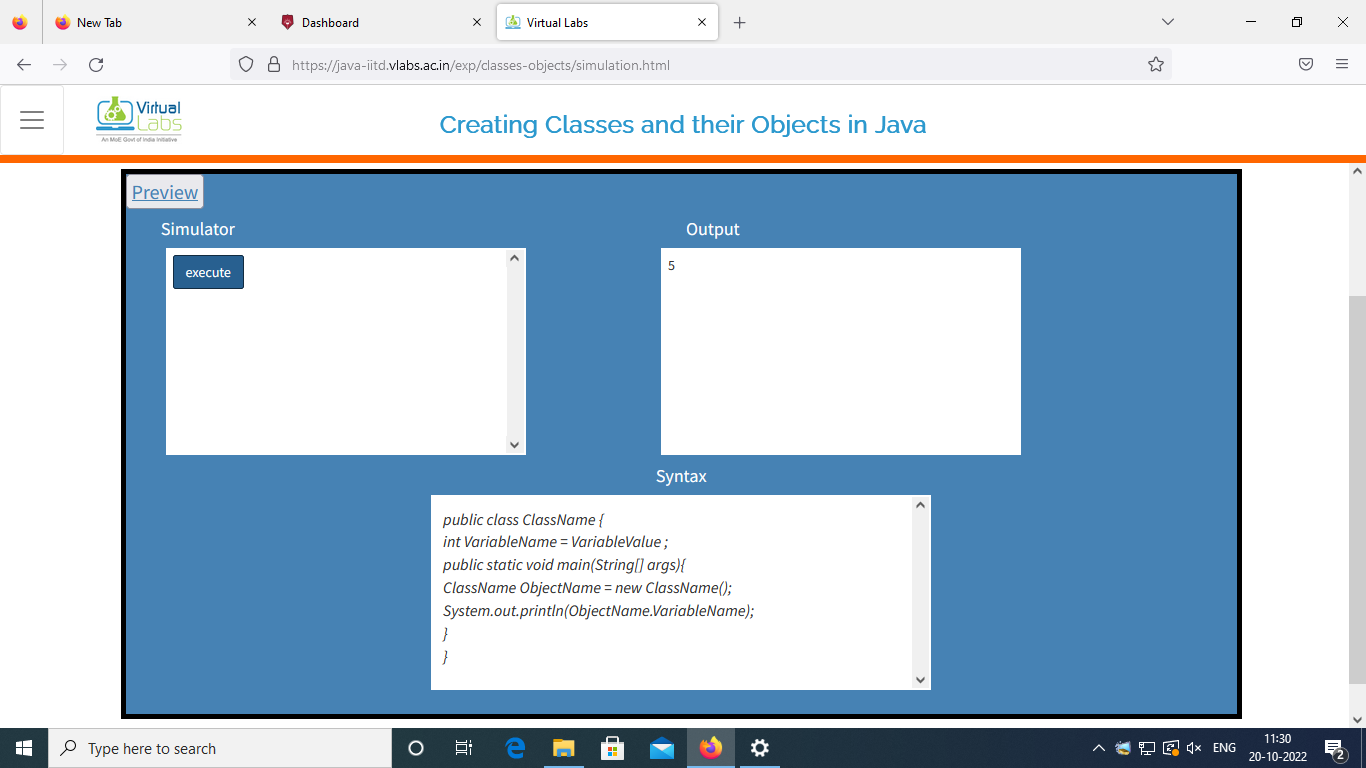 New Tab
Dashboard
Virtual Labs
https://java-iitd.vlabs.ac.in/exp/classes-objects/simulation.html
Virtual
Labs
An MoE Govt of India Initiative
Creating Classes and their Objects in Java
Preview
Simulator
Output
execute
5
Syntax
public class ClassName {
int VariableName = VariableValue ;
public static void main(String[] args){
ClassName ObjectName = new ClassName();
System.out.println(ObjectName.VariableName);
}
}
Type here to search
ENG
11:30
20-10-2022
2